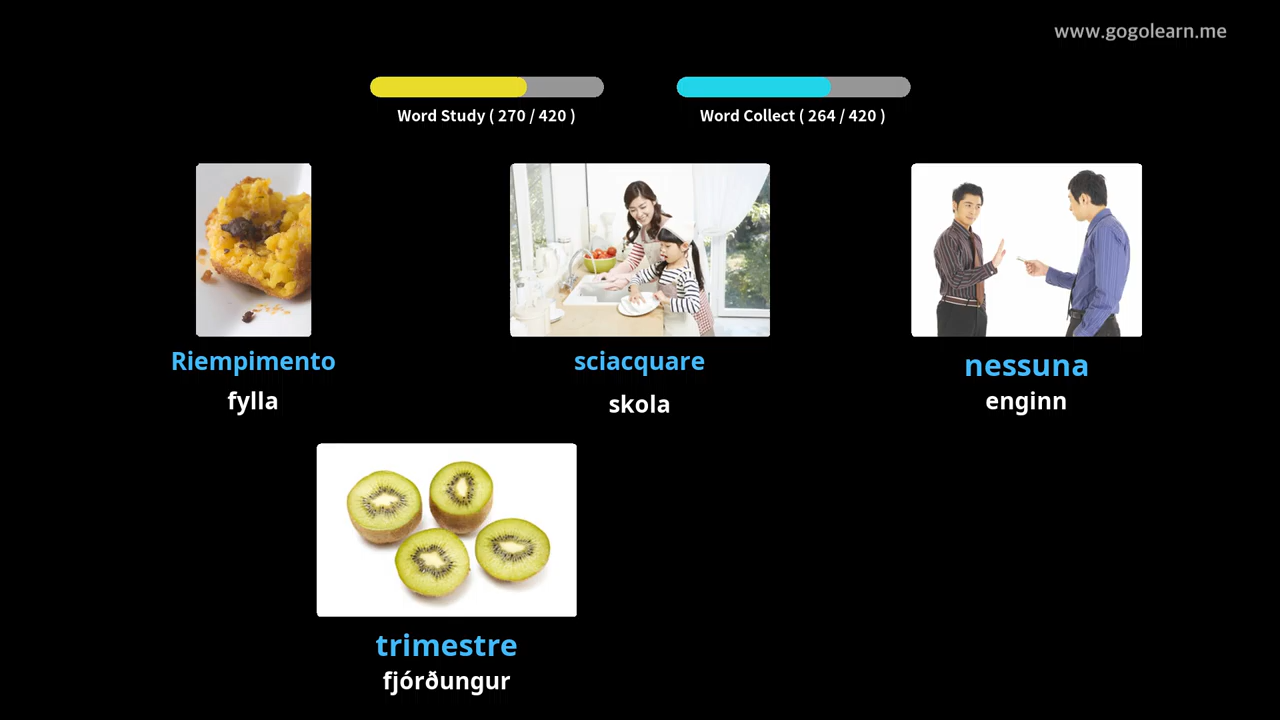 www.gogolearn.me
Word Study ( 270 / 420 )
Word Collect ( 264 / 420 )
Riempimento
fylla
sciacquare
skola
nessuna
enginn
trimestre
fjórðungur